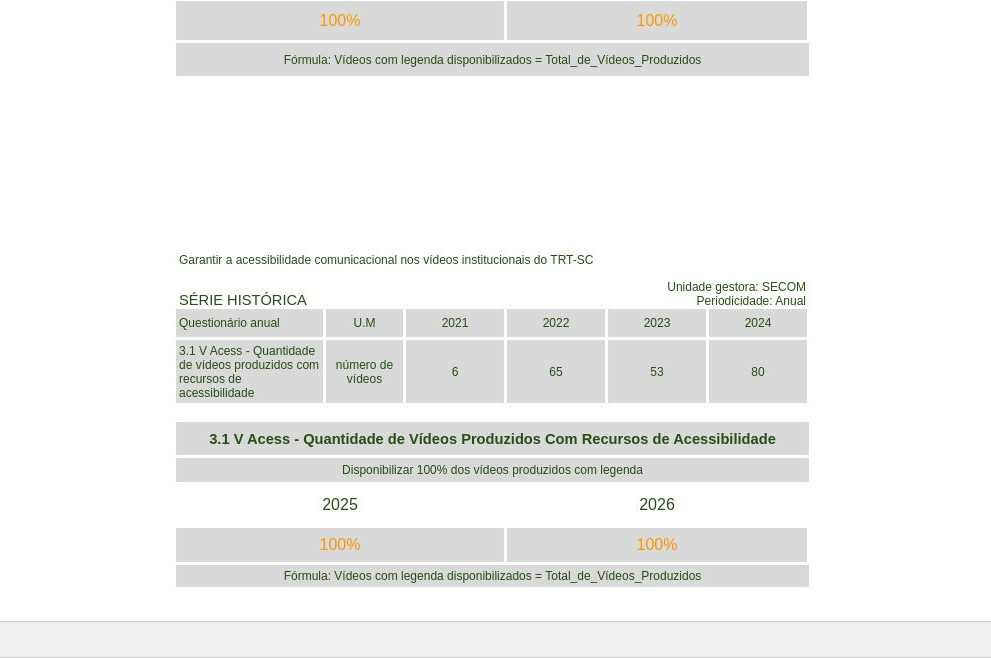 100% 100%
Fórmula: Vídeos com legenda disponibilizados = Total_de_Vídeos_Produzidos
Garantir a acessibilidade comunicacional nos vídeos institucionais do TRT-SC
Unidade gestora: SECOM
SÉRIE HISTÓRICA Periodicidade: Anual
Questionário anual U.M 2021 2022 2023 2024
3.1 V Acess - Quantidade
de vídeos produzidos com
recursos de
acessibilidade
número de
vídeos
6 65 53 80
3.1 V Acess - Quantidade de Vídeos Produzidos Com Recursos de Acessibilidade
Disponibilizar 100% dos vídeos produzidos com legenda
2025 2026
100% 100%
Fórmula: Vídeos com legenda disponibilizados = Total_de_Vídeos_Produzidos